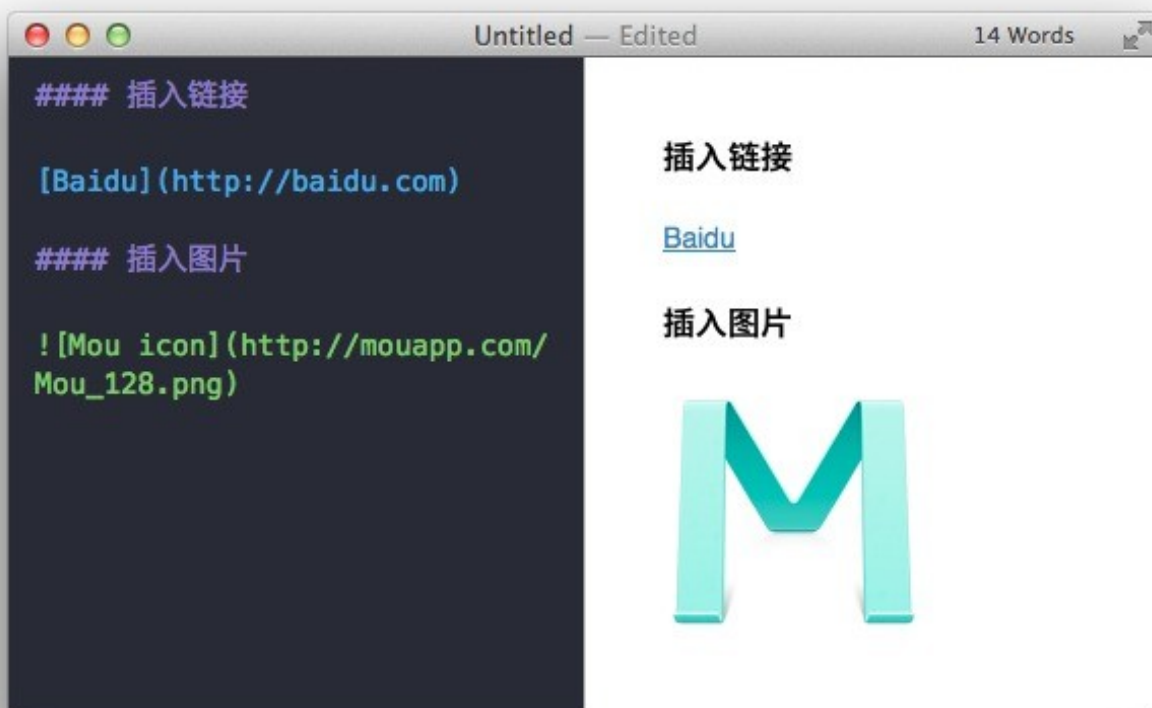 Untitled — Edited
14 Words
#### 插入链接
[Baidu](http://baidu.com)
#### 插入图片
![Mou icon](http://mouapp.com/
Mou_128.png)
插入链接
Baidu
插入图片